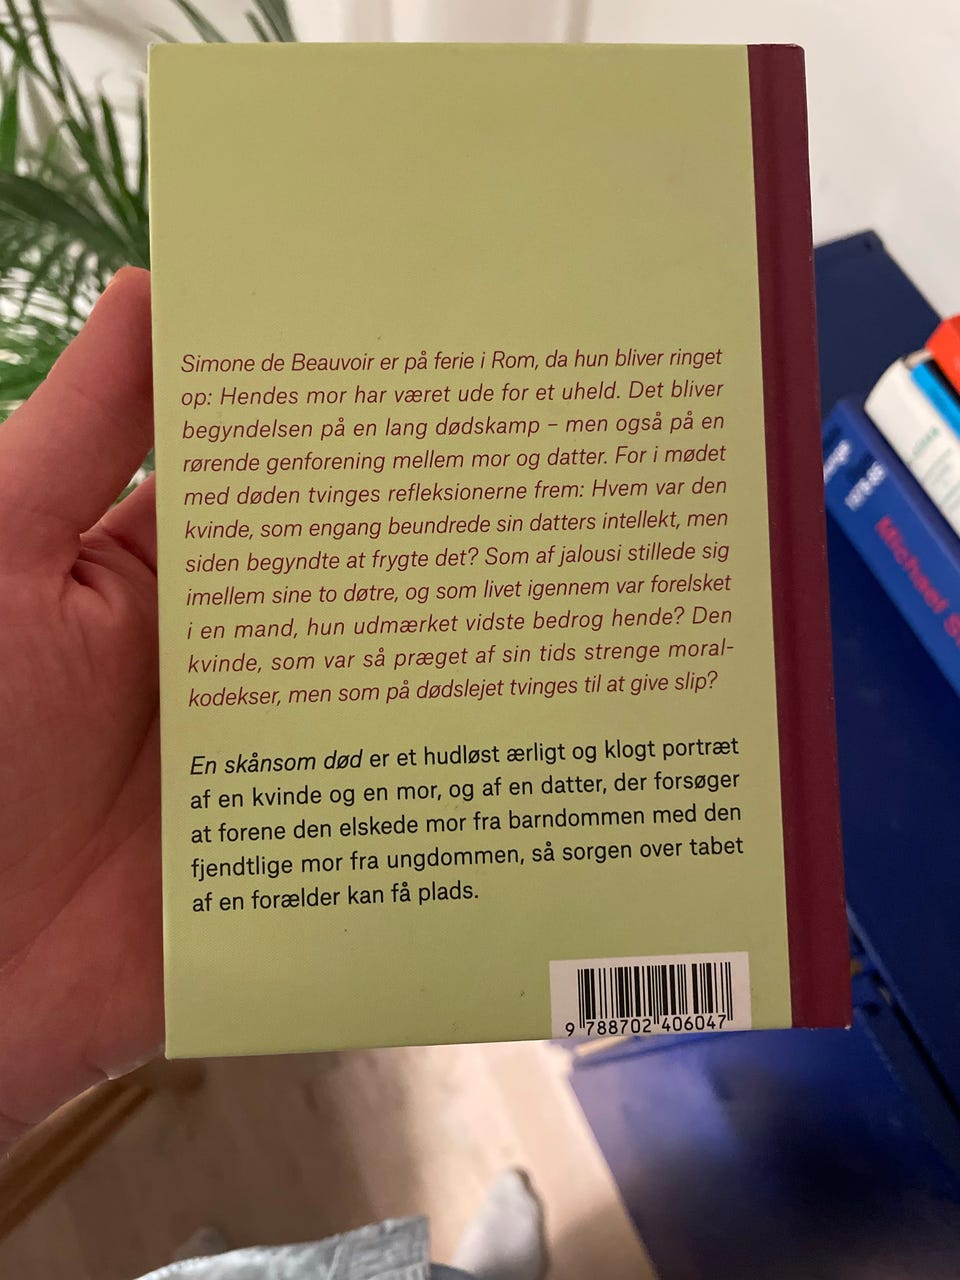 Simone de Beauvoir er på ferie i Rom, da hun bliver ringet
op: Hendes mor har været ude for et uheld. Det bliver
begyndelsen på en lang dødskamp – men også på en
rørende genforening mellem mor og datter. For i mødet
med døden tvinges refleksionerne frem: Hvem var den
kvinde, som engang beundrede sin datters intellekt, men
siden begyndte at frygte det? Som af jalousi stillede sig
imellem sine to døtre, og som livet igennem var forelsket
i en mand, hun udmærket vidste bedrog hende? Den
kvinde, som var så præget af sin tids strenge moral-
kodekser, men som på dødslejet tvinges til at give slip?
En skånsom død er et hudløst ærligt og klogt portræt
af en kvinde og en mor, og af en datter, der forsøger
at forene den elskede mor fra barndommen med den
fjendtlige mor fra ungdommen, så sorgen over tabet
af en forælder kan få plads.
9 788702 406047
Michael